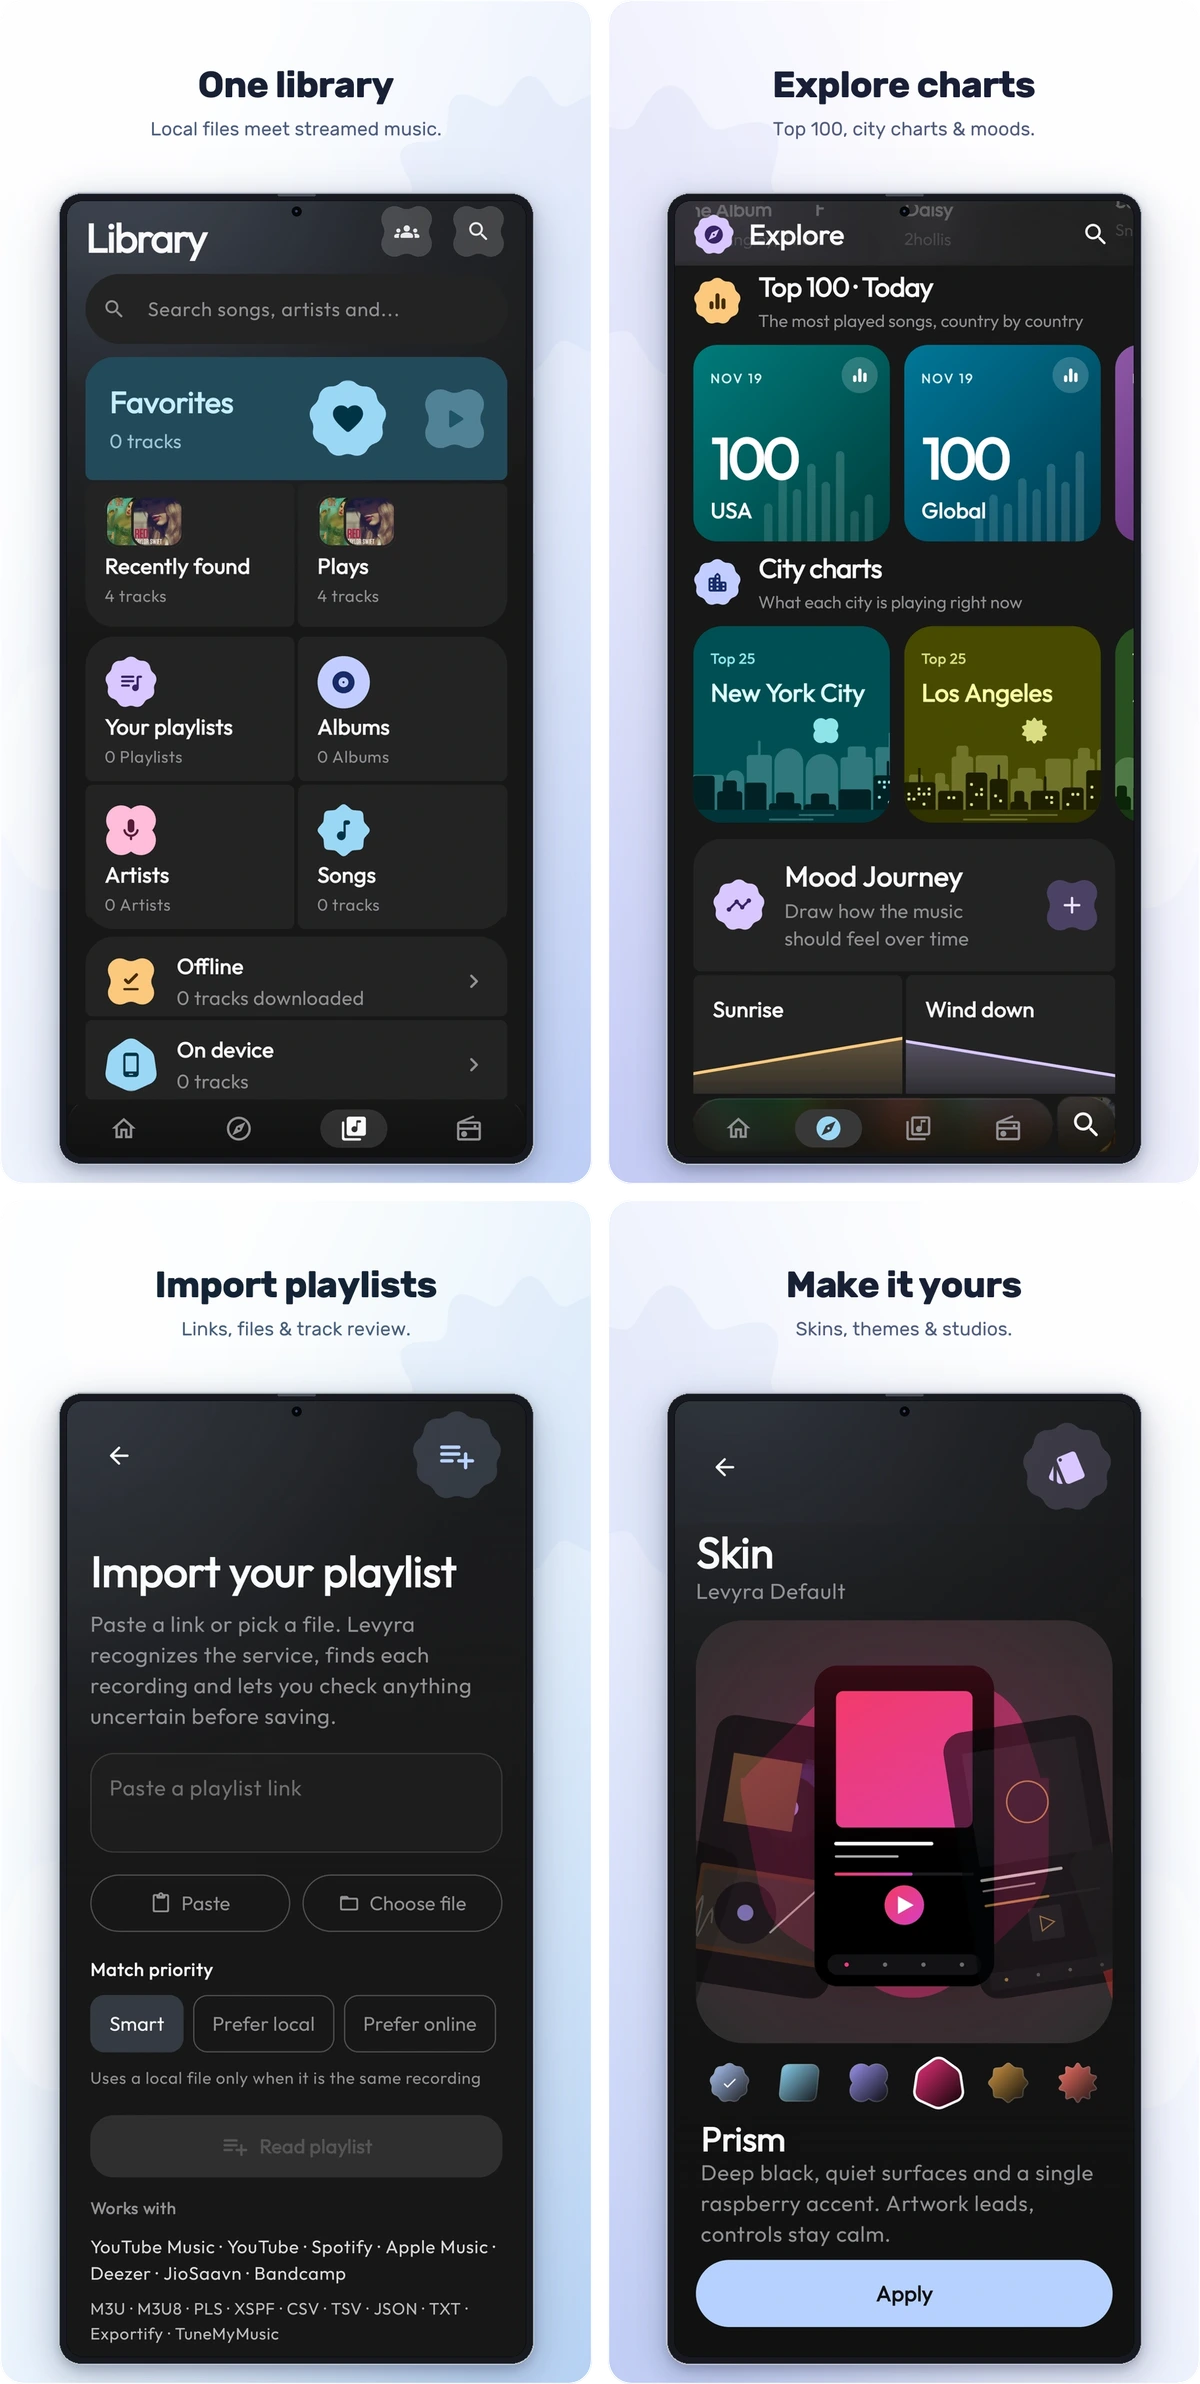 One library
Local files meet streamed music.
Library
Search songs, artists and...
Favorites
0 tracks
Recently found
4 tracks
Plays
4 tracks
Your playlists
0 Playlists
Albums
0 Albums
Artists
0 Artists
Songs
0 tracks
Offline
0 tracks downloaded
On device
0 tracks
Explore charts
Top 100, city charts & moods.
Album
Daisy
2hollis
Explore
Top 100 · Today
The most played songs, country by country
NOV 19
100
USA
NOV 19
100
Global
City charts
What each city is playing right now
Top 25
New York City
Top 25
Los Angeles
Mood Journey
Draw how the music
should feel over time
Sunrise
Wind down
Import playlists
Links, files & track review.
Import your playlist
Paste a link or pick a file. Levyra
recognizes the service, finds each
recording and lets you check anything
uncertain before saving.
Paste a playlist link
Paste
Choose file
Match priority
Smart
Prefer local
Prefer online
Uses a local file only when it is the same recording
Read playlist
Works with
YouTube Music · YouTube · Spotify · Apple Music ·
Deezer · JioSaavn · Bandcamp
M3U · M3U8 · PLS · XSPF · CSV · TSV · JSON · TXT ·
Exportify · TuneMyMusic
Make it yours
Skins, themes & studios.
Skin
Levyra Default
Prism
Deep black, quiet surfaces and a single
raspberry accent. Artwork leads,
controls stay calm.
Apply